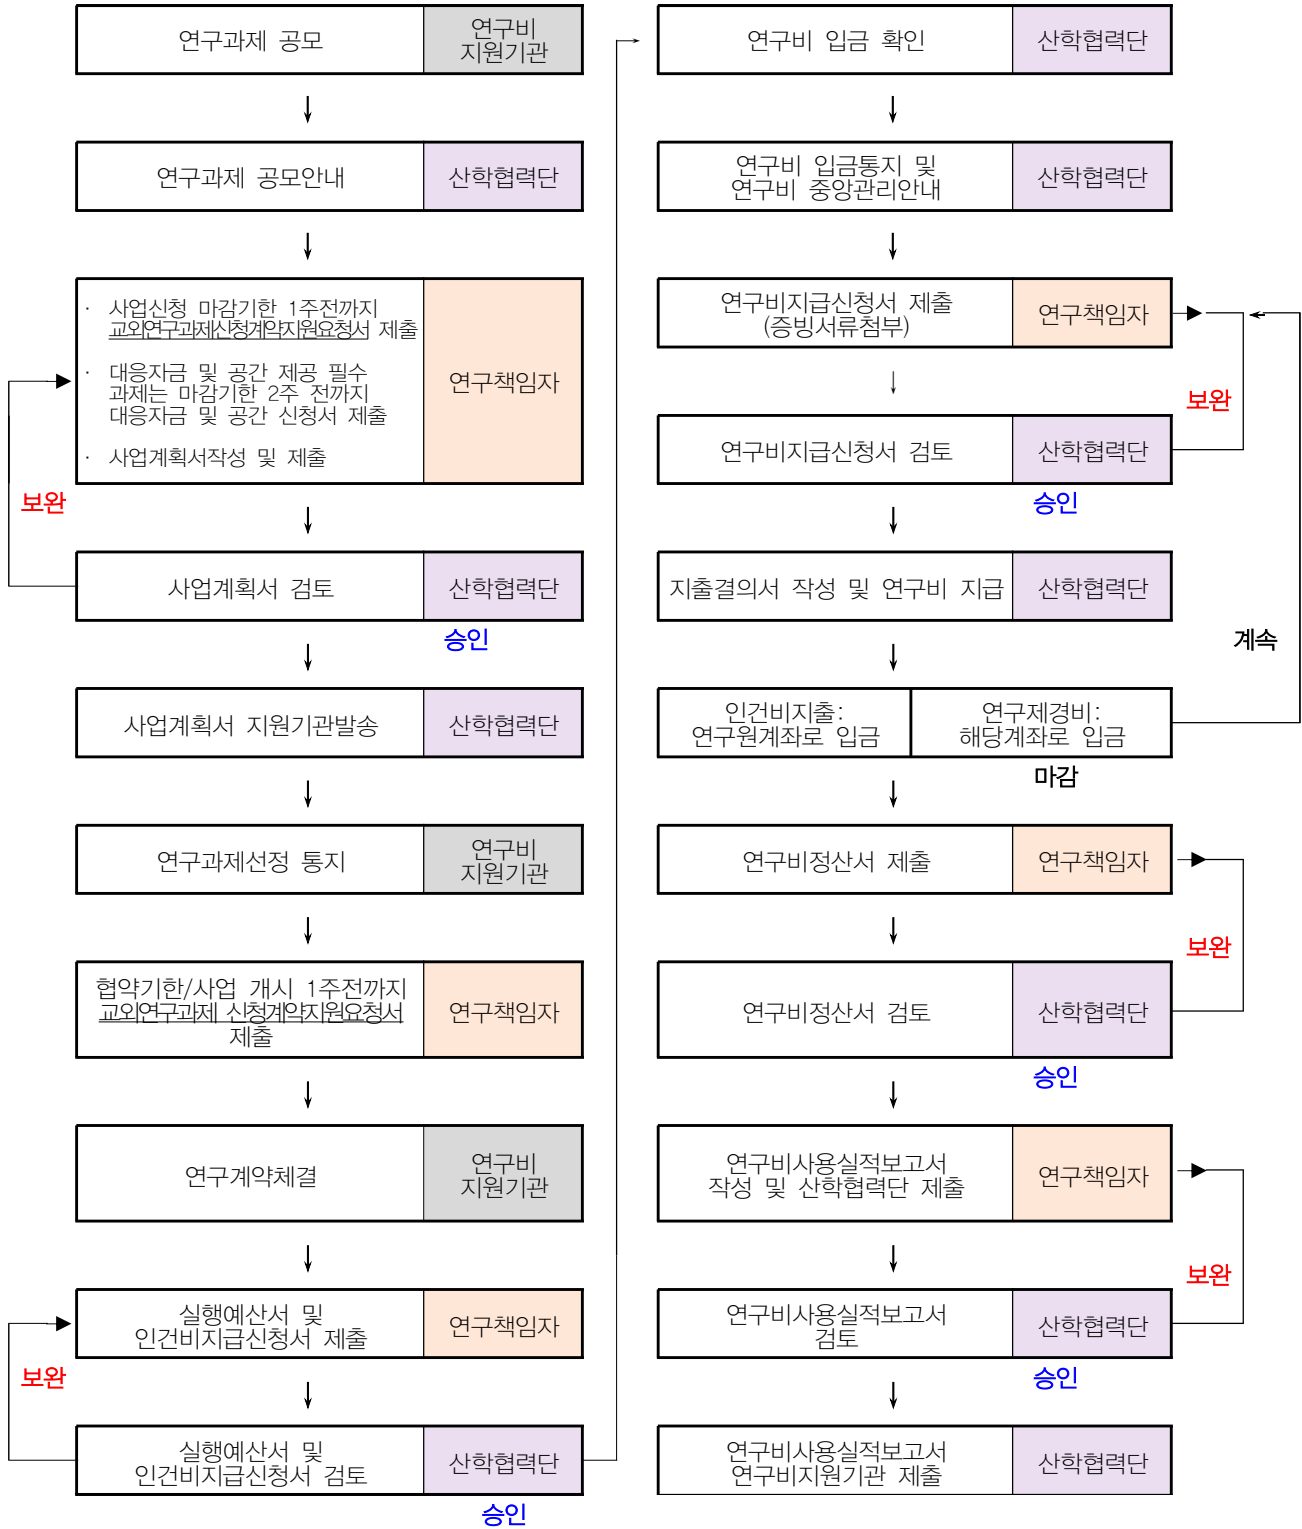 연구과제 공모
연구비
지원기관
연구과제 공모안내
산학협력단
· 사업신청 마감기한 1주전까지
교외연구과제신청계약지원요청서 제출
· 대응자금 및 공간 제공 필수
과제는 마감기한 2주 전까지
대응자금 및 공간 신청서 제출
· 사업계획서작성 및 제출
연구책임자
보완
사업계획서 검토
산학협력단
승인
사업계획서 지원기관발송
산학협력단
연구과제선정 통지
연구비
지원기관
협약기한/사업 개시 1주전까지
교외연구과제 신청계약지원요청서
제출
연구책임자
연구계약체결
연구비
지원기관
실행예산서 및
인건비지급신청서 제출
연구책임자
보완
실행예산서 및
인건비지급신청서 검토
산학협력단
승인
연구비 입금 확인
산학협력단
연구비 입금통지 및
연구비 중앙관리안내
산학협력단
연구비지급신청서 제출
(증빙서류첨부)
연구책임자
보완
연구비지급신청서 검토
산학협력단
승인
지출결의서 작성 및 연구비 지급
산학협력단
계속
인건비지출:
연구원계좌로 입금
연구제경비:
해당계좌로 입금
마감
연구비정산서 제출
연구책임자
보완
연구비정산서 검토
산학협력단
승인
연구비사용실적보고서
작성 및 산학협력단 제출
연구책임자
보완
연구비사용실적보고서
검토
산학협력단
승인
연구비사용실적보고서
연구비지원기관 제출
산학협력단